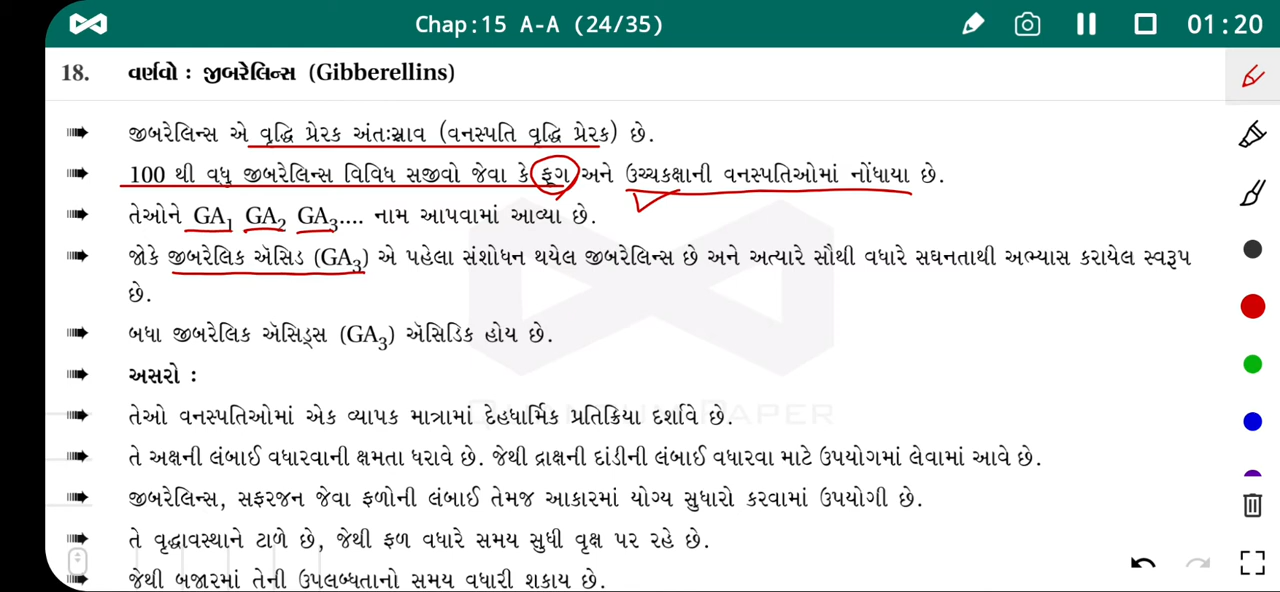 Chap:15 A-A (24/35)
01:20
18. વર્ણવો : જીબરેલિન્સ (Gibberellins)
જીબરેલિન્સ એ વૃદ્ધિ પ્રેરક અંતઃસ્રાવ (વનસ્પતિ વૃદ્ધિ પ્રેરક) છે.
100 થી વધુ જીબરેલિન્સ વિવિધ સજીવો જેવા કે ફૂગ અને ઉચ્ચકક્ષાની વનસ્પતિઓમાં નોંધાયા છે.
તેઓને GA₁ GA₂ GA₃.... નામ આપવામાં આવ્યા છે.
જોકે જીબરેલિક ઍસિડ (GA₃) એ પહેલા સંશોધન થયેલ જીબરેલિન્સ છે અને અત્યારે સૌથી વધારે સઘનતાથી અભ્યાસ કરાયેલ સ્વરૂપ
છે.
બધા જીબરેલિક ઍસિડ્સ (GA₃) ઍસિડિક હોય છે.
અસરો :
તેઓ વનસ્પતિઓમાં એક વ્યાપક માત્રામાં દેહધાર્મિક પ્રતિક્રિયા દર્શાવે છે.
તે અક્ષની લંબાઈ વધારવાની ક્ષમતા ધરાવે છે. જેથી દ્રાક્ષની દાંડીની લંબાઈ વધારવા માટે ઉપયોગમાં લેવામાં આવે છે.
જીબરેલિન્સ, સફરજન જેવા ફળોની લંબાઈ તેમજ આકારમાં યોગ્ય સુધારો કરવામાં ઉપયોગી છે.
તે વૃદ્ધાવસ્થાને ટાળે છે, જેથી ફળ વધારે સમય સુધી વૃક્ષ પર રહે છે.
જેથી બજારમાં તેની ઉપલબ્ધતાનો સમય વધારી શકાય છે.